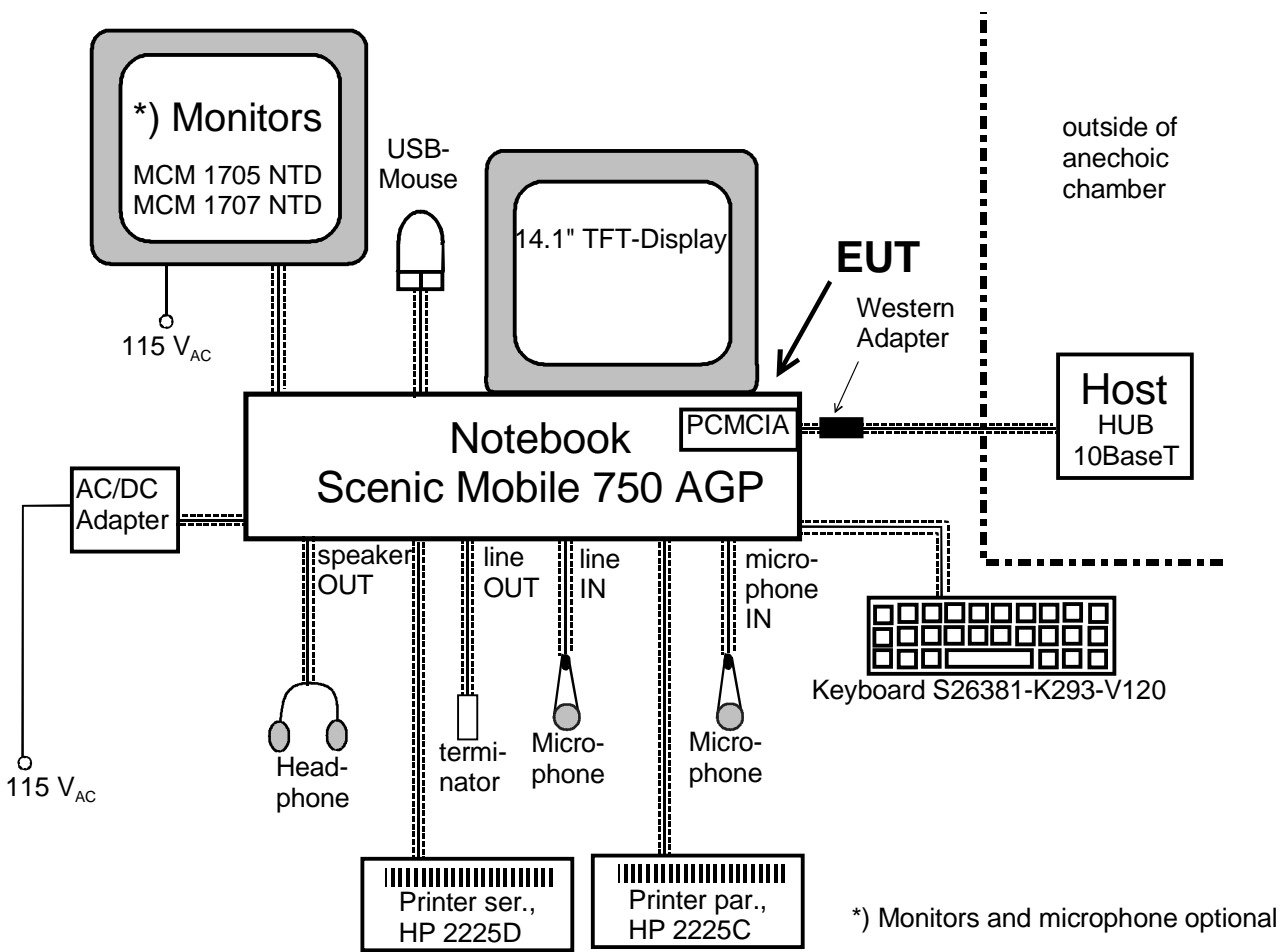 *) Monitors
MCM 1705 NTD
MCM 1707 NTD
115 VAC
USB-
Mouse
14.1" TFT-Display
EUT
Western
Adapter
outside of
anechoic
chamber
Host
HUB
10BaseT
PCMCIA
Notebook
Scenic Mobile 750 AGP
AC/DC
Adapter
115 VAC
speaker
OUT
line
OUT
line
IN
micro-
phone
IN
Head-
phone
termi-
nator
Micro-
phone
Micro-
phone
Keyboard S26381-K293-V120
Printer ser.,
HP 2225D
Printer par.,
HP 2225C
*) Monitors and microphone optional